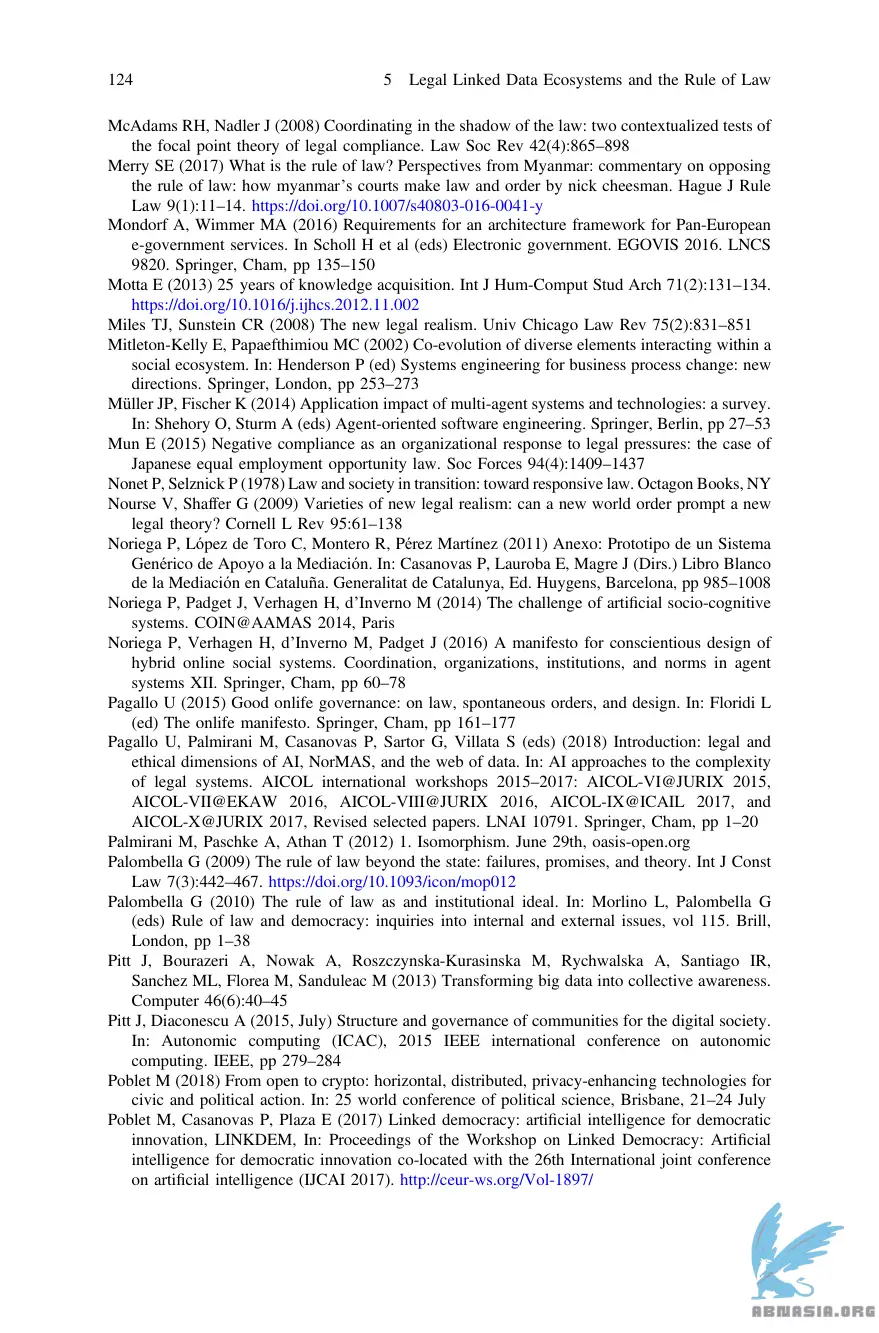 124 5 Legal Linked Data Ecosystems and the Rule of Law
McAdams RH, Nadler J (2008) Coordinating in the shadow of the law: two contextualized tests of
the focal point theory of legal compliance. Law Soc Rev 42(4):865–898
Merry SE (2017) What is the rule of law? Perspectives from Myanmar: commentary on opposing
the rule of law: how myanmar's courts make law and order by nick cheesman. Hague J Rule
Law 9(1):11–14. https://doi.org/10.1007/s40803-016-0041-y
Mondorf A, Wimmer MA (2016) Requirements for an architecture framework for Pan-European
e-government services. In Scholl H et al (eds) Electronic government. EGOVIS 2016. LNCS
9820. Springer, Cham, pp 135–150
Motta E (2013) 25 years of knowledge acquisition. Int J Hum-Comput Stud Arch 71(2):131–134.
https://doi.org/10.1016/j.ijhcs.2012.11.002
Miles TJ, Sunstein CR (2008) The new legal realism. Univ Chicago Law Rev 75(2):831–851
Mitleton-Kelly E, Papaefthimiou MC (2002) Co-evolution of diverse elements interacting within a
social ecosystem. In: Henderson P (ed) Systems engineering for business process change: new
directions. Springer, London, pp 253–273
Müller JP, Fischer K (2014) Application impact of multi-agent systems and technologies: a survey.
In: Shehory O, Sturm A (eds) Agent-oriented software engineering. Springer, Berlin, pp 27–53
Mun E (2015) Negative compliance as an organizational response to legal pressures: the case of
Japanese equal employment opportunity law. Soc Forces 94(4):1409–1437
Nonet P, Selznick P (1978) Law and society in transition: toward responsive law. Octagon Books, NY
Nourse V, Shaffer G (2009) Varieties of new legal realism: can a new world order prompt a new
legal theory? Cornell L Rev 95:61–138
Noriega P, López de Toro C, Montero R, Pérez Martínez (2011) Anexo: Prototipo de un Sistema
Genérico de Apoyo a la Mediación. In: Casanovas P, Lauroba E, Magre J (Dirs.) Libro Blanco
de la Mediación en Cataluña. Generalitat de Catalunya, Ed. Huygens, Barcelona, pp 985–1008
Noriega P, Padget J, Verhagen H, d'Inverno M (2014) The challenge of artificial socio-cognitive
systems. COIN@AAMAS 2014, Paris
Noriega P, Verhagen H, d'Inverno M, Padget J (2016) A manifesto for conscientious design of
hybrid online social systems. Coordination, organizations, institutions, and norms in agent
systems XII. Springer, Cham, pp 60–78
Pagallo U (2015) Good onlife governance: on law, spontaneous orders, and design. In: Floridi L
(ed) The onlife manifesto. Springer, Cham, pp 161–177
Pagallo U, Palmirani M, Casanovas P, Sartor G, Villata S (eds) (2018) Introduction: legal and
ethical dimensions of AI, NorMAS, and the web of data. In: AI approaches to the complexity
of legal systems. AICOL international workshops 2015–2017: AICOL-VI@JURIX 2015,
AICOL-VII@EKAW 2016, AICOL-VIII@JURIX 2016, AICOL-IX@ICAIL 2017, and
AICOL-X@JURIX 2017, Revised selected papers. LNAI 10791. Springer, Cham, pp 1–20
Palmirani M, Paschke A, Athan T (2012) 1. Isomorphism. June 29th, oasis-open.org
Palombella G (2009) The rule of law beyond the state: failures, promises, and theory. Int J Const
Law 7(3):442–467. https://doi.org/10.1093/icon/mop012
Palombella G (2010) The rule of law as and institutional ideal. In: Morlino L, Palombella G
(eds) Rule of law and democracy: inquiries into internal and external issues, vol 115. Brill,
London, pp 1–38
Pitt J, Bourazeri A, Nowak A, Roszczynska-Kurasinska M, Rychwalska A, Santiago IR,
Sanchez ML, Florea M, Sanduleac M (2013) Transforming big data into collective awareness.
Computer 46(6):40–45
Pitt J, Diaconescu A (2015, July) Structure and governance of communities for the digital society.
In: Autonomic computing (ICAC), 2015 IEEE international conference on autonomic
computing. IEEE, pp 279–284
Poblet M (2018) From open to crypto: horizontal, distributed, privacy-enhancing technologies for
civic and political action. In: 25 world conference of political science, Brisbane, 21–24 July
Poblet M, Casanovas P, Plaza E (2017) Linked democracy: artificial intelligence for democratic
innovation, LINKDEM, In: Proceedings of the Workshop on Linked Democracy: Artificial
intelligence for democratic innovation co-located with the 26th International joint conference
on artificial intelligence (IJCAI 2017). http://ceur-ws.org/Vol-1897/
ABNASIA.ORG